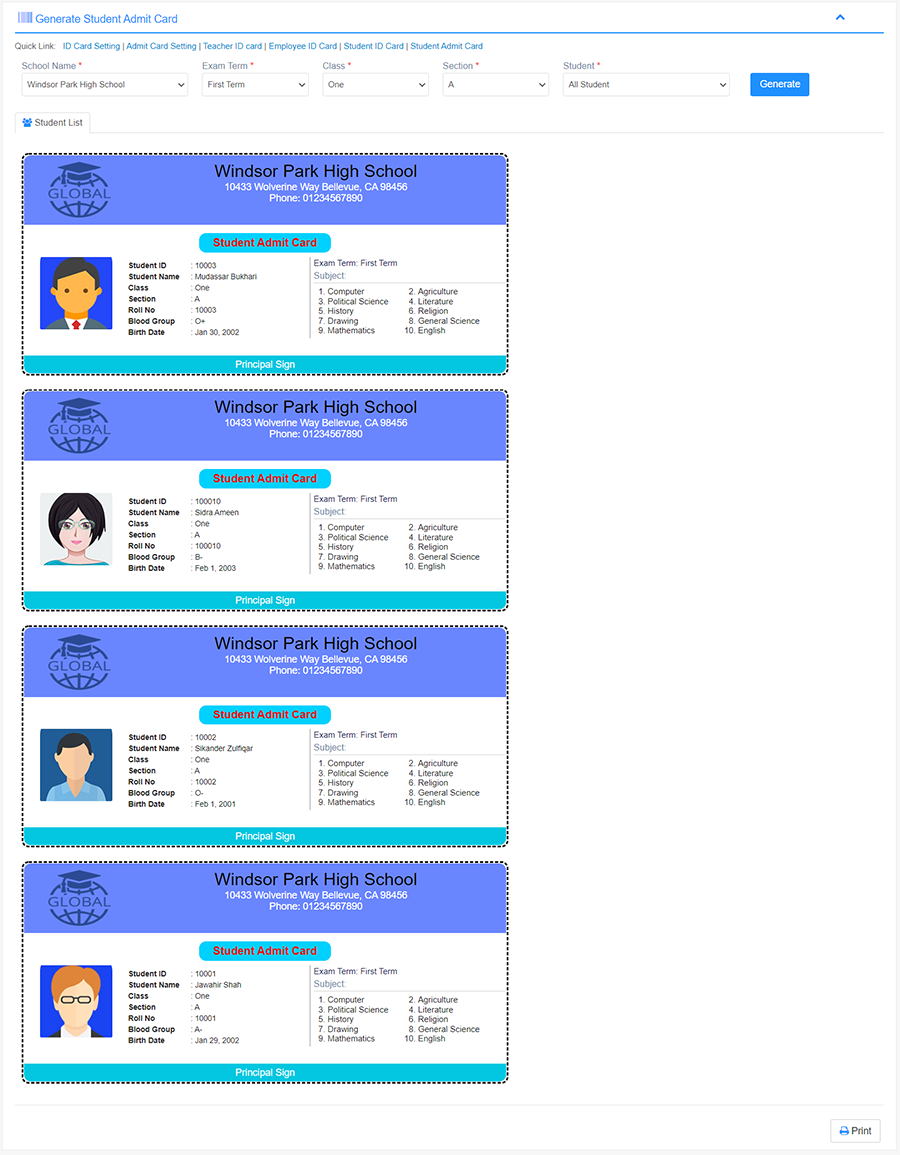 Generate Student Admit Card
Quick Link: ID Card Setting | Admit Card Setting | Teacher ID card | Employee ID Card | Student ID Card | Student Admit Card
School Name * Exam Term * Class * Section * Student *
Windsor Park High School First Term One A All Student Generate
Student List
GLOBAL
Windsor Park High School
10433 Wolverine Way Bellevue, CA 98456
Phone: 01234567890
Student Admit Card
Student ID : 10003
Student Name : Mudassar Bukhari
Class : One
Section : A
Roll No : 10003
Blood Group : O+
Birth Date : Jan 30, 2002
Exam Term: First Term
Subject:
1. Computer 2. Agriculture
3. Political Science 4. Literature
5. History 6. Religion
7. Drawing 8. General Science
9. Mathematics 10. English
Principal Sign
GLOBAL
Windsor Park High School
10433 Wolverine Way Bellevue, CA 98456
Phone: 01234567890
Student Admit Card
Student ID : 100010
Student Name : Sidra Ameen
Class : One
Section : A
Roll No : 100010
Blood Group : B-
Birth Date : Feb 1, 2003
Exam Term: First Term
Subject:
1. Computer 2. Agriculture
3. Political Science 4. Literature
5. History 6. Religion
7. Drawing 8. General Science
9. Mathematics 10. English
Principal Sign
GLOBAL
Windsor Park High School
10433 Wolverine Way Bellevue, CA 98456
Phone: 01234567890
Student Admit Card
Student ID : 10002
Student Name : Sikander Zulfiqar
Class : One
Section : A
Roll No : 10002
Blood Group : O-
Birth Date : Feb 1, 2001
Exam Term: First Term
Subject:
1. Computer 2. Agriculture
3. Political Science 4. Literature
5. History 6. Religion
7. Drawing 8. General Science
9. Mathematics 10. English
Principal Sign
GLOBAL
Windsor Park High School
10433 Wolverine Way Bellevue, CA 98456
Phone: 01234567890
Student Admit Card
Student ID : 10001
Student Name : Jawahir Shah
Class : One
Section : A
Roll No : 10001
Blood Group : A-
Birth Date : Jan 29, 2002
Exam Term: First Term
Subject:
1. Computer 2. Agriculture
3. Political Science 4. Literature
5. History 6. Religion
7. Drawing 8. General Science
9. Mathematics 10. English
Principal Sign
Print